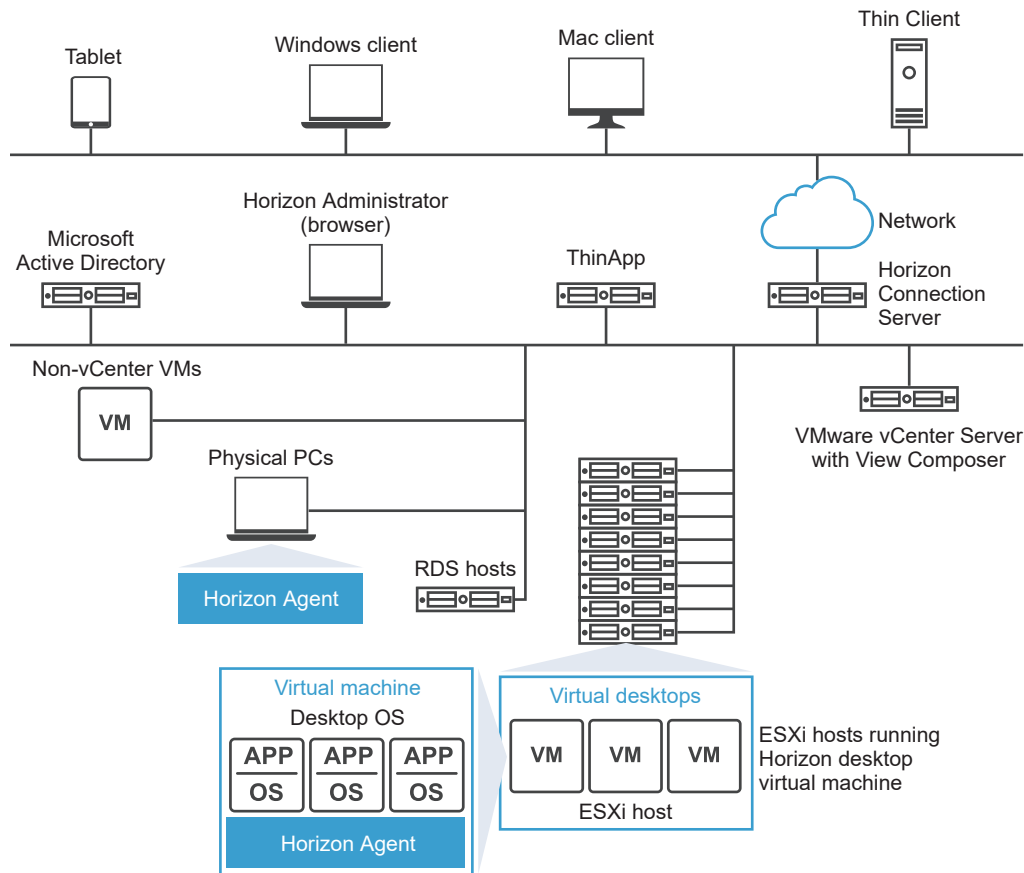 Tablet
Windows client
Mac client
Thin Client
Horizon Administrator
(browser)
Microsoft
Active Directory
ThinApp
Network
Horizon
Connection
Server
Non-vCenter VMs
VM
Physical PCs
Horizon Agent
RDS hosts
VMware vCenter Server
with View Composer
Virtual machine
Desktop OS
APP APP APP
OS OS OS
Horizon Agent
Virtual desktops
VM VM VM
ESXi host
ESXi hosts running
Horizon desktop
virtual machine